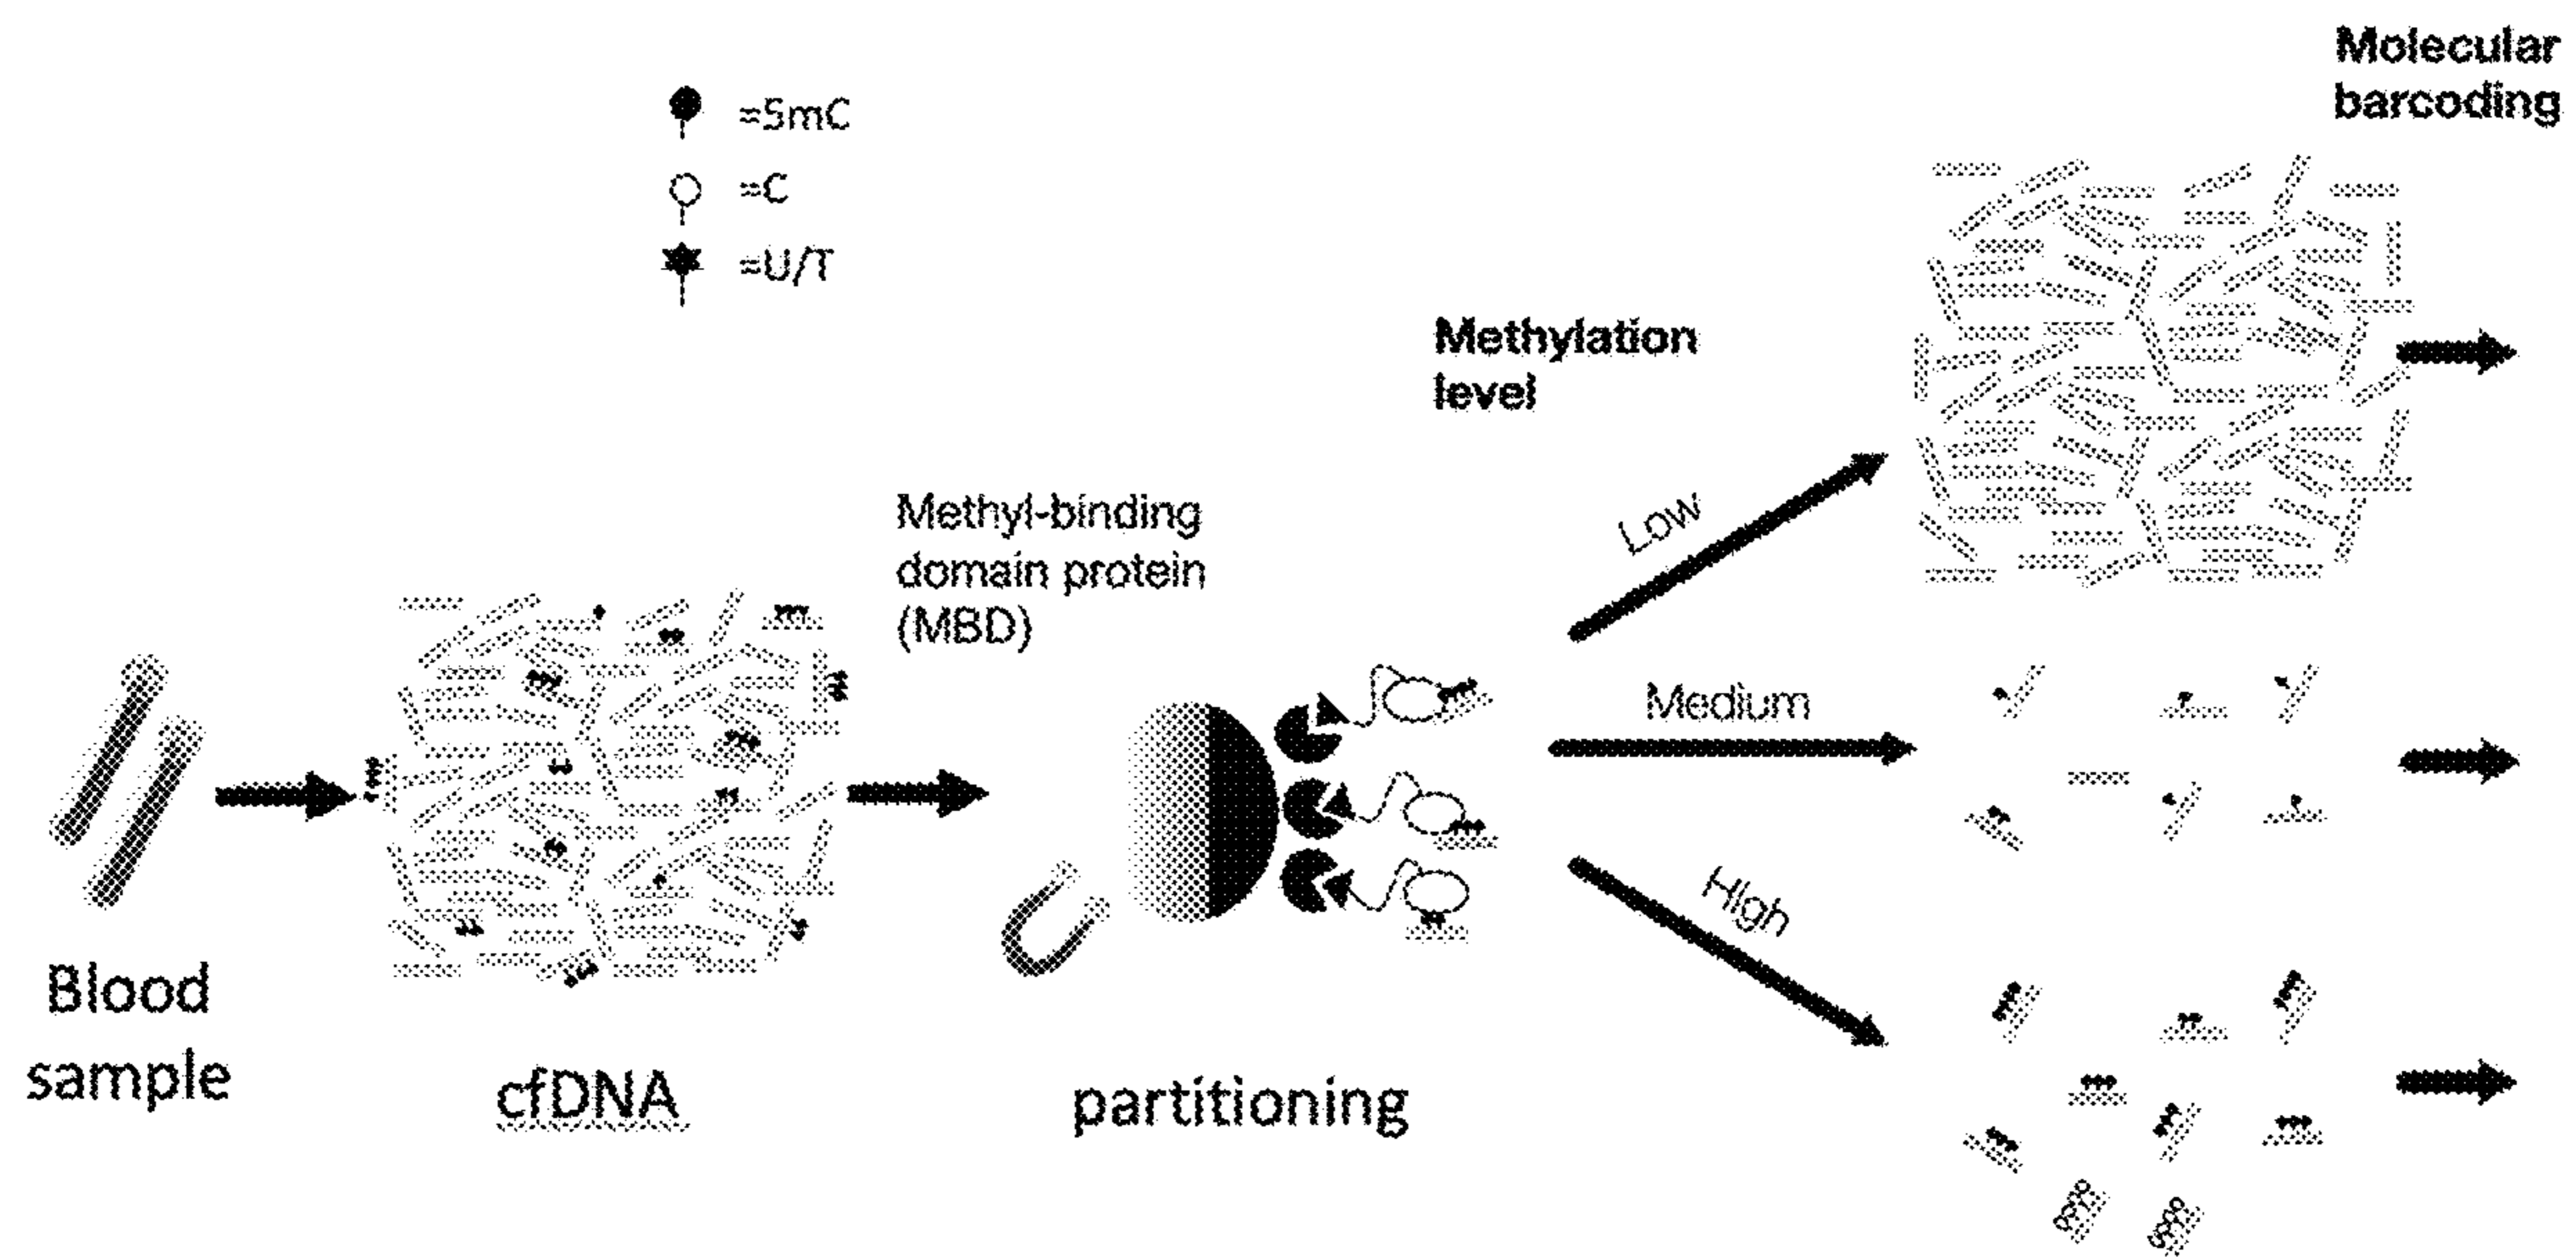 Molecular
barcoding
=5mC
=C
=U/T
Methylation
level
Methyl-binding
domain protein
(MBD)
Low
Medium
HIgh
Blood
sample
cfDNA
partitioning